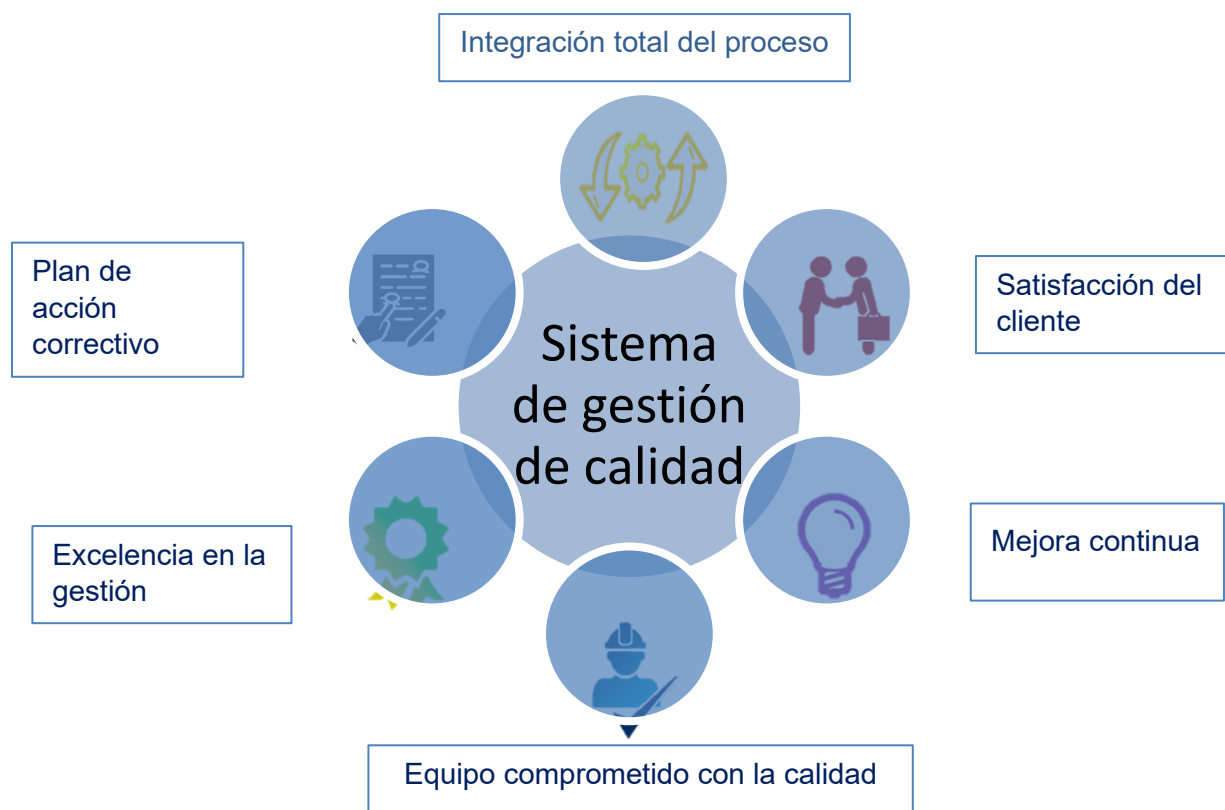 Integración total del proceso
Plan de
acción
correctivo
Satisfacción del
cliente
Sistema
de gestión
de calidad
Excelencia en la
gestión
Mejora continua
Equipo comprometido con la calidad